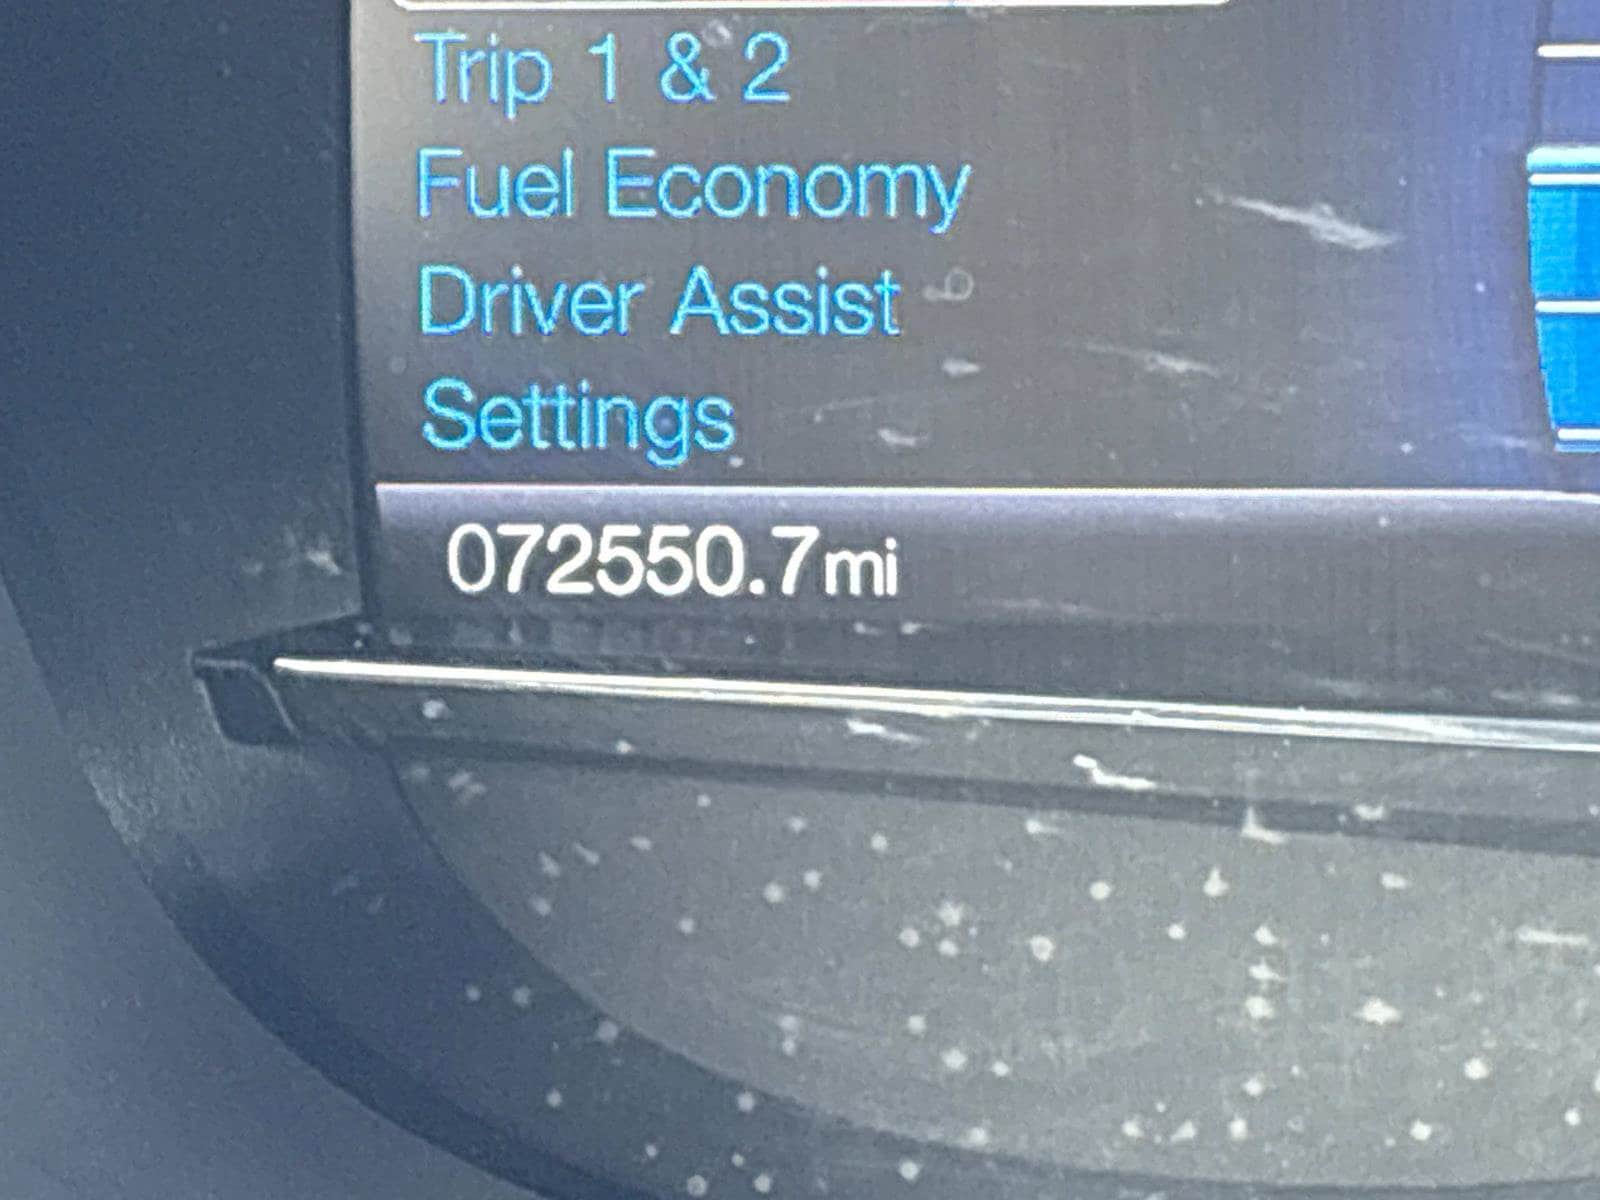 Trip 1 & 2
Fuel Economy
Driver Assist
Settings
072550.7mi